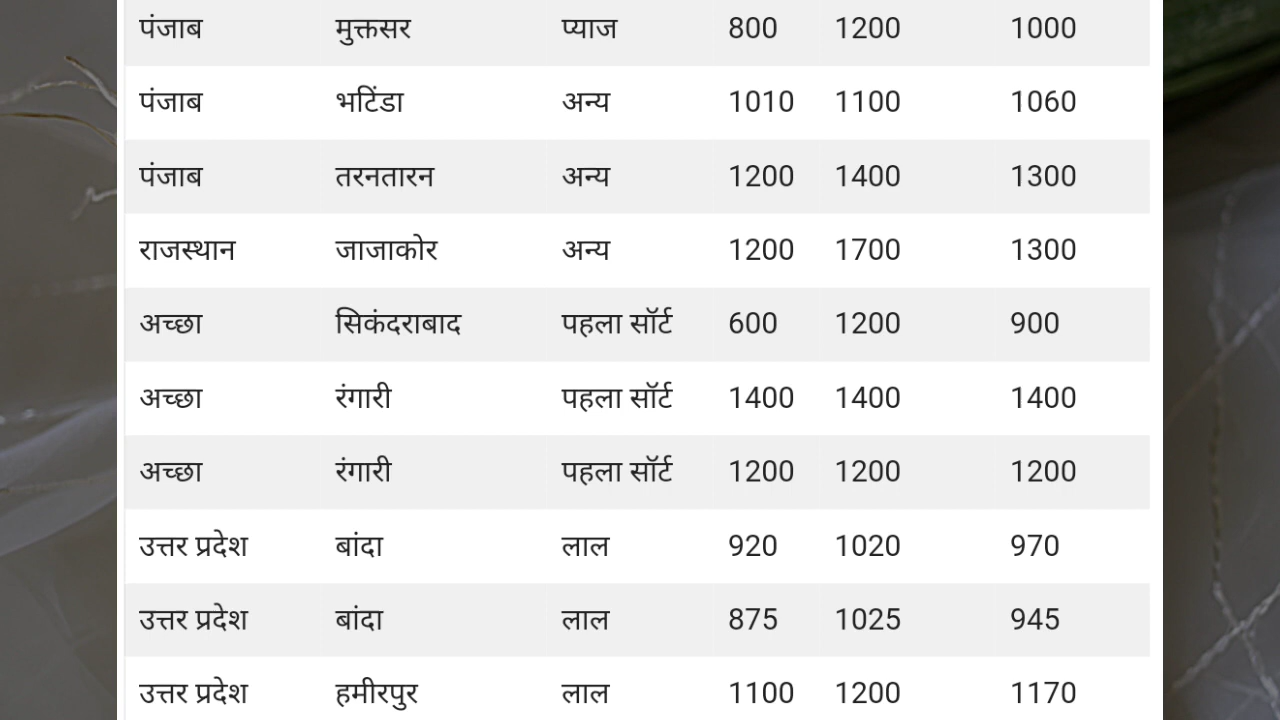 पंजाब मुक्तसर प्याज 800 1200 1000
पंजाब भटिंडा अन्य 1010 1100 1060
पंजाब तरनतारन अन्य 1200 1400 1300
राजस्थान जाजाकोर अन्य 1200 1700 1300
अच्छा सिकंदराबाद पहला सॉर्ट 600 1200 900
अच्छा रंगारी पहला सॉर्ट 1400 1400 1400
अच्छा रंगारी पहला सॉर्ट 1200 1200 1200
उत्तर प्रदेश बांदा लाल 920 1020 970
उत्तर प्रदेश बांदा लाल 875 1025 945
उत्तर प्रदेश हमीरपुर लाल 1100 1200 1170